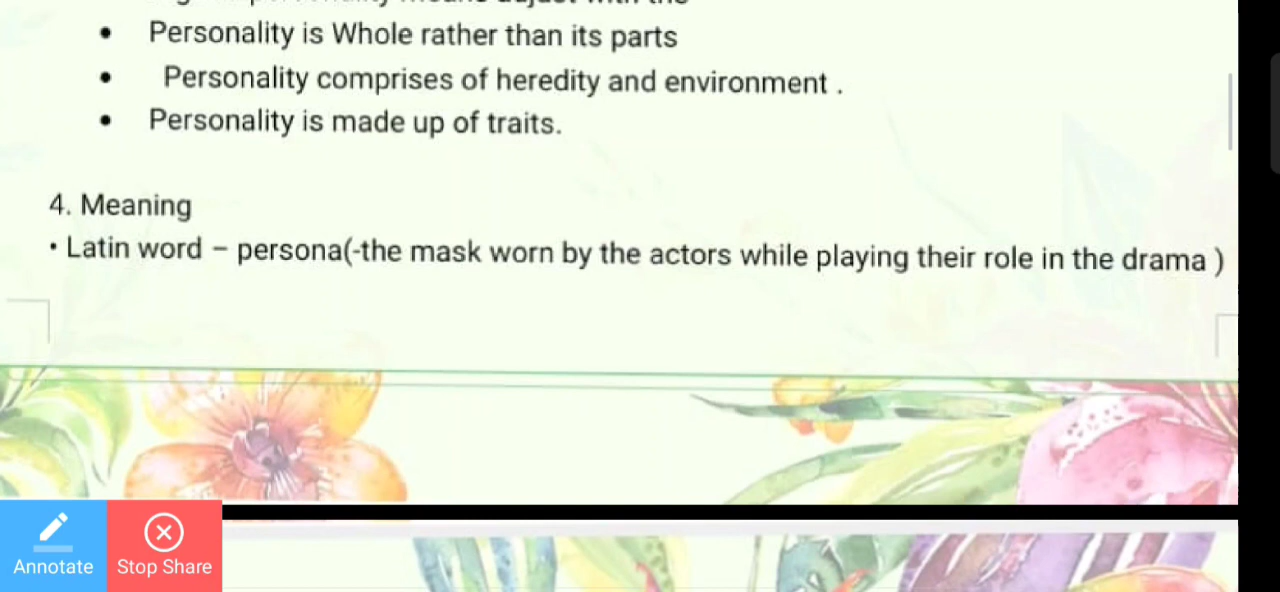 • Personality is Whole rather than its parts
• Personality comprises of heredity and environment .
• Personality is made up of traits.
4. Meaning
• Latin word – persona(-the mask worn by the actors while playing their role in the drama )
Annotate Stop Share